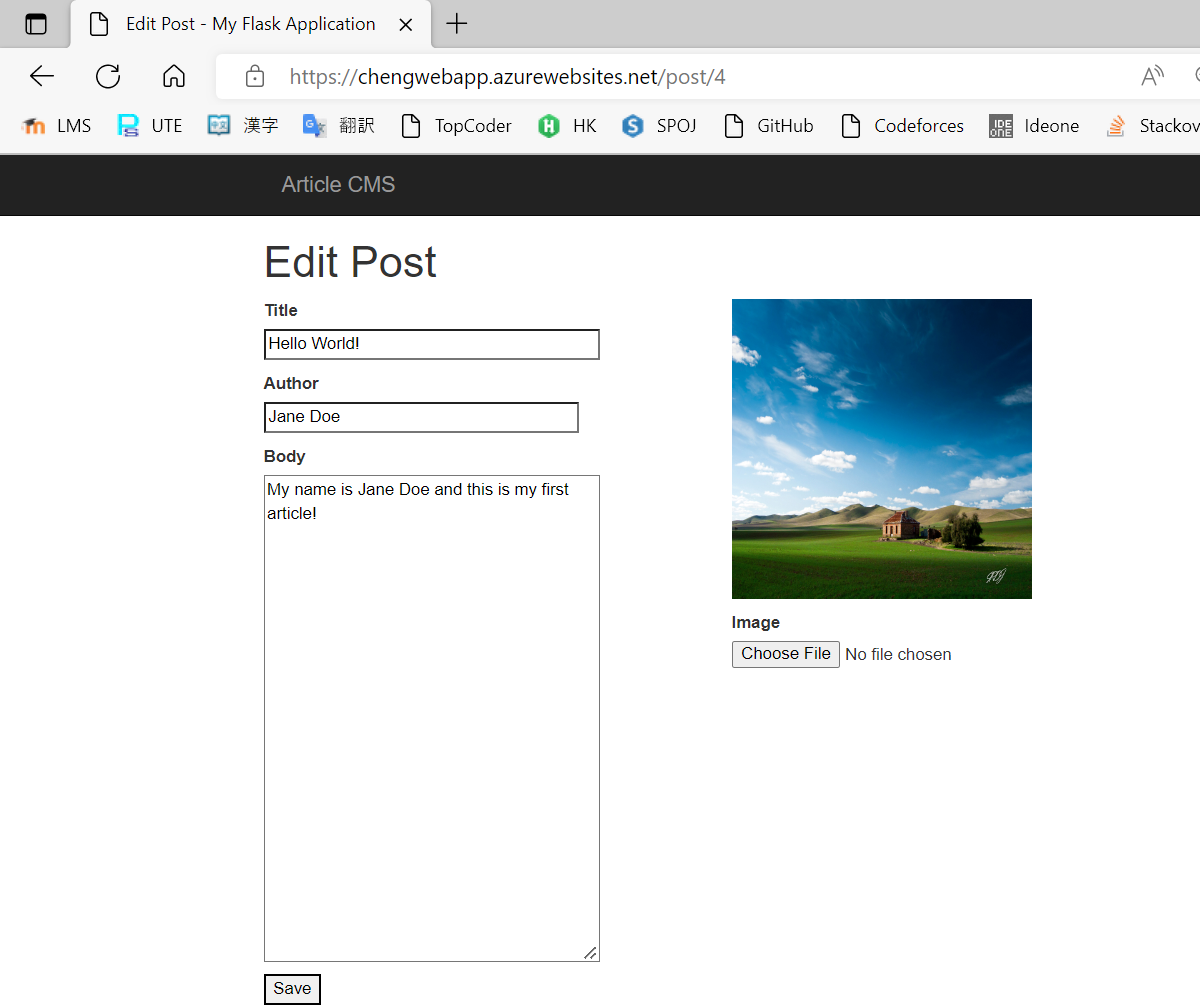 Edit Post - My Flask Application
https://chengwebapp.azurewebsites.net/post/4
LMS UTE 漢字 翻訳 TopCoder HK SPOJ GitHub Codeforces Ideone Stackov
Article CMS
Edit Post
Title
Hello World!
Author
Jane Doe
Body
My name is Jane Doe and this is my first
article!
Image
Choose File No file chosen
Save